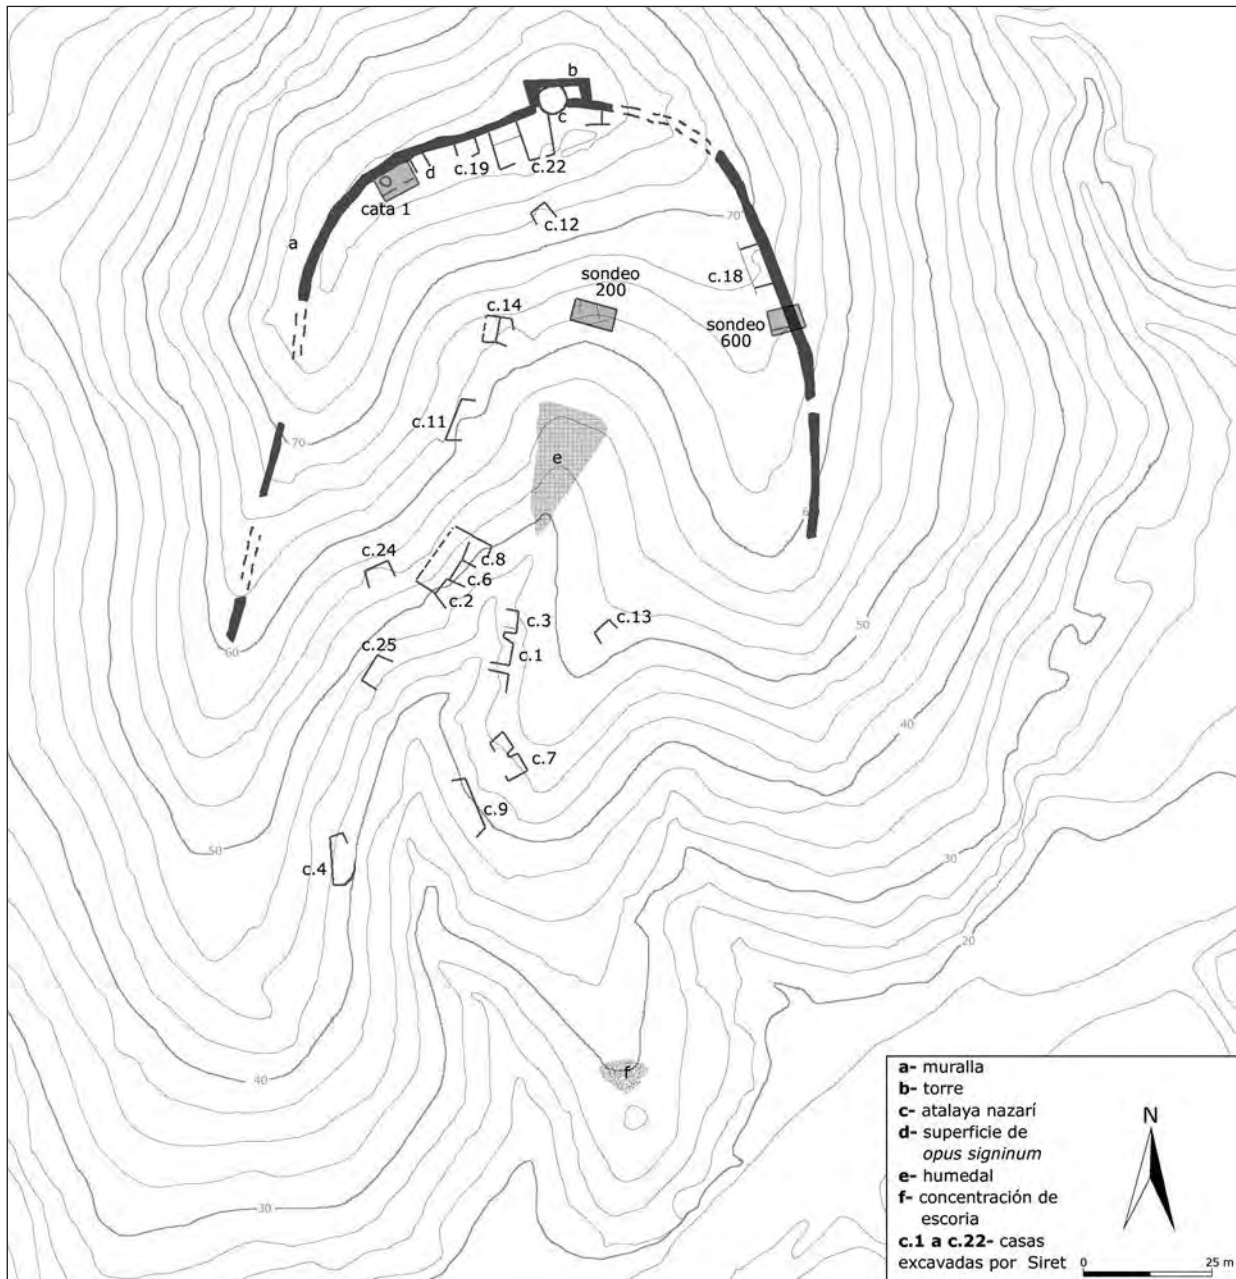 b
c
d
c.19
c.22
cata 1
c.12
a
70
c.18
sondeo
200
c.14
sondeo
600
c.11
70
e
6
c.24
c.8
c.6
c.2
c.3
c.13
50
c.1
60
c.25
40
c.7
c.9
50
c.4
30
20
f
40
30
a- muralla
b- torre
c- atalaya nazarí
d- superficie de
opus signinum
e- humedal
f- concentración de
escoria
c.1 a c.22- casas
excavadas por Siret
N
0 25 m